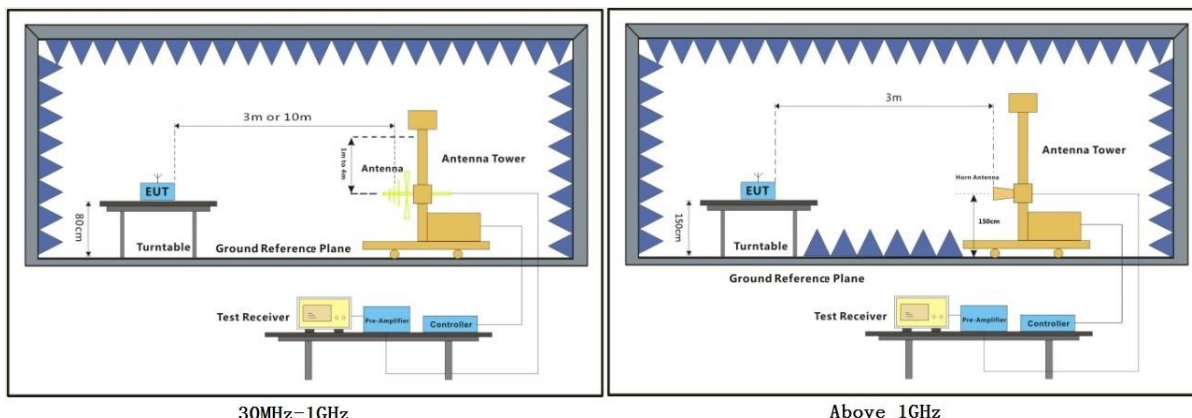 3m or 10m
1m to 4m
Antenna
Antenna Tower
EUT
80cm
Turntable
Ground Reference Plane
Test Receiver
Pre-Amplifier
Controller
30MHz-1GHz
3m
Antenna Tower
Horn Antenna
EUT
150cm
150cm
Turntable
Ground Reference Plane
Test Receiver
Pre-Amplifier
Controller
Above 1GHz